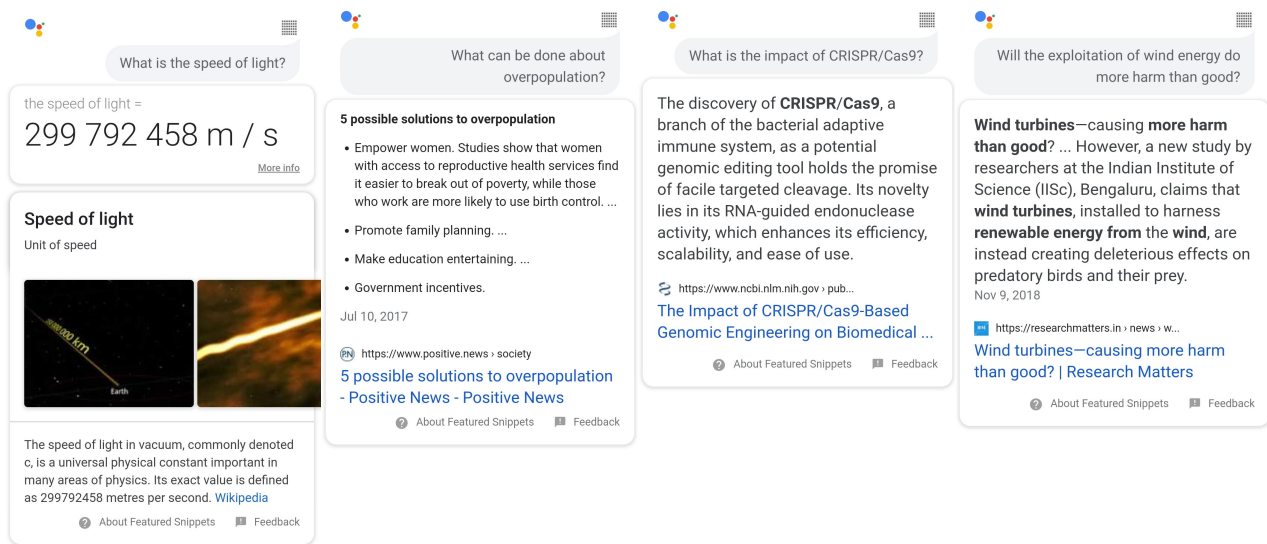 What is the speed of light?
the speed of light =
299 792 458 m / s
More info
Speed of light
Unit of speed
Earth
The speed of light in vacuum, commonly denoted
c, is a universal physical constant important in
many areas of physics. Its exact value is defined
as 299792458 metres per second. Wikipedia
About Featured Snippets Feedback
What can be done about
overpopulation?
5 possible solutions to overpopulation
• Empower women. Studies show that women
with access to reproductive health services find
it easier to break out of poverty, while those
who work are more likely to use birth control. ...
• Promote family planning. ...
• Make education entertaining. ...
• Government incentives.
Jul 10, 2017
https://www.positive.news › society
5 possible solutions to overpopulation
- Positive News - Positive News
About Featured Snippets Feedback
What is the impact of CRISPR/Cas9?
The discovery of CRISPR/Cas9, a
branch of the bacterial adaptive
immune system, as a potential
genomic editing tool holds the promise
of facile targeted cleavage. Its novelty
lies in its RNA-guided endonuclease
activity, which enhances its efficiency,
scalability, and ease of use.
https://www.ncbi.nlm.nih.gov › pub...
The Impact of CRISPR/Cas9-Based
Genomic Engineering on Biomedical ...
About Featured Snippets Feedback
Will the exploitation of wind energy do
more harm than good?
Wind turbines—causing more harm
than good? ... However, a new study by
researchers at the Indian Institute of
Science (IISc), Bengaluru, claims that
wind turbines, installed to harness
renewable energy from the wind, are
instead creating deleterious effects on
predatory birds and their prey.
Nov 9, 2018
https://researchmatters.in › news › w...
Wind turbines—causing more harm
than good? | Research Matters
About Featured Snippets Feedback